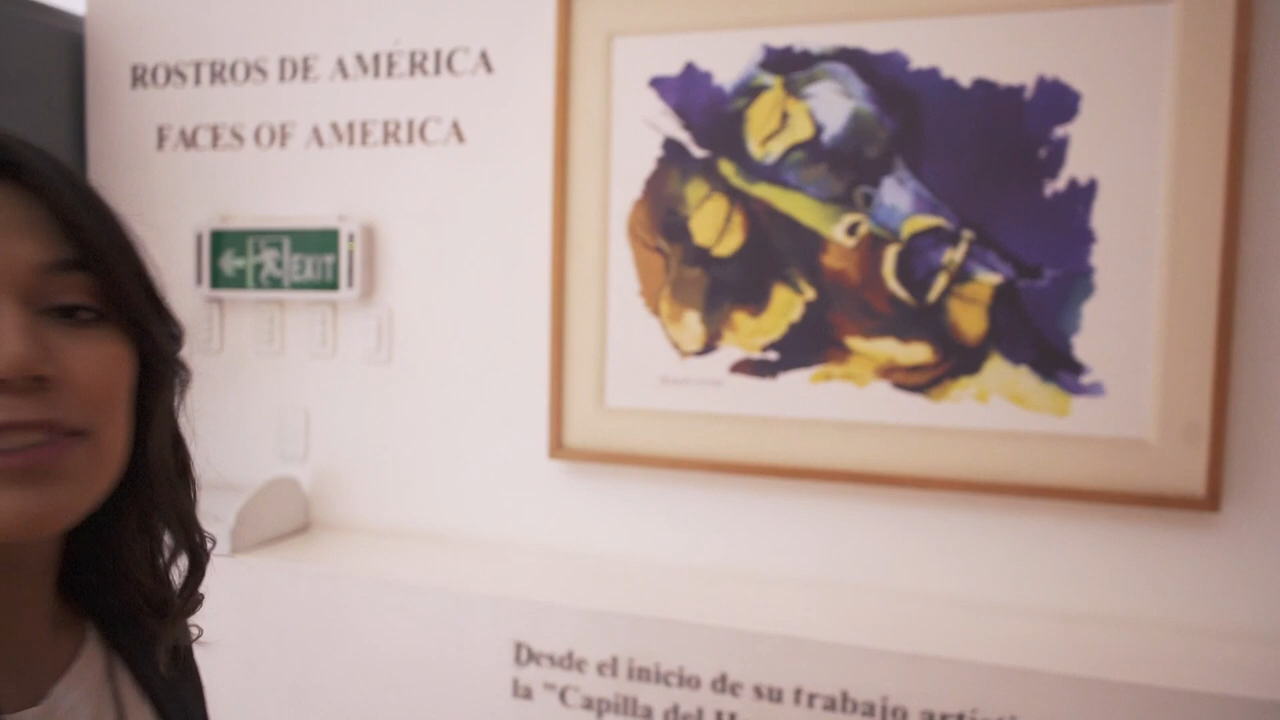 ROSTROS DE AMÉRICA
FACES OF AMERICA
EXIT
Desde el inicio de su trabajo
la "Capilla del